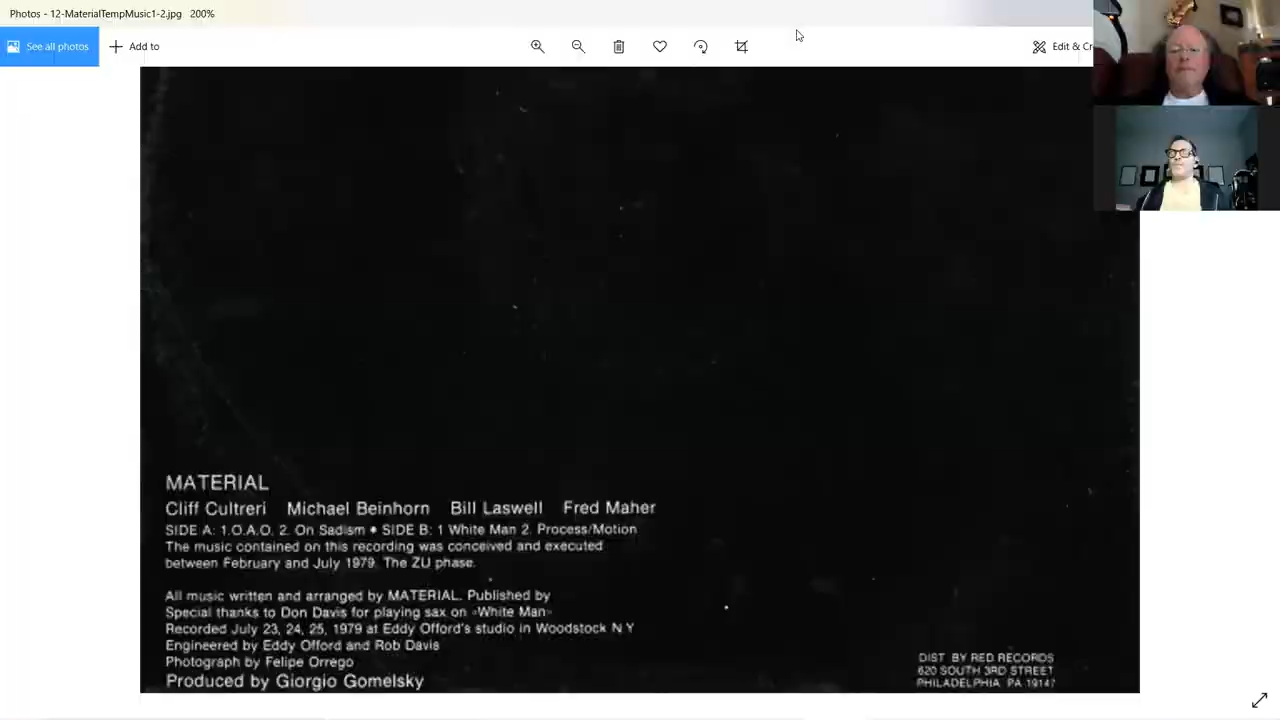 Photos - 12-MaterialTempMusic1-2.jpg   200%
See all photos
Add to
Edit & Cr
MATERIAL
Cliff Cultreri   Michael Beinhorn   Bill Laswell   Fred Maher
SIDE A: 1.O.A.O. 2. On Sadism • SIDE B: 1 White Man 2. Process/Motion
The music contained on this recording was conceived and executed
between February and July 1979. The ZU phase.
All music written and arranged by MATERIAL. Published by
Special thanks to Don Davis for playing sax on «White Man»
Recorded July 23, 24, 25, 1979 at Eddy Offord's studio in Woodstock N Y
Engineered by Eddy Offord and Rob Davis
Photograph by Felipe Orrego
Produced by Giorgio Gomelsky
DIST BY RED RECORDS
620 SOUTH 3RD STREET
PHILADELPHIA PA 19147